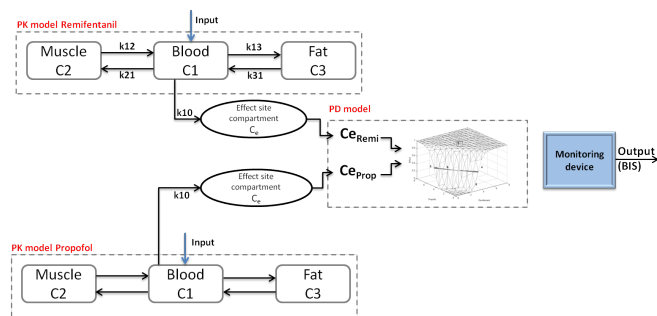 PK model Remifentanil
Input
Muscle
C2
k12
k21
Blood
C1
k13
k31
Fat
C3
k10
Effect site
compartment
Ce
PD model
CeRemi
CeProp
Monitoring
device
Output
(BIS)
Effect site
compartment
Ce
k10
PK model Propofol
Input
Muscle
C2
Blood
C1
Fat
C3